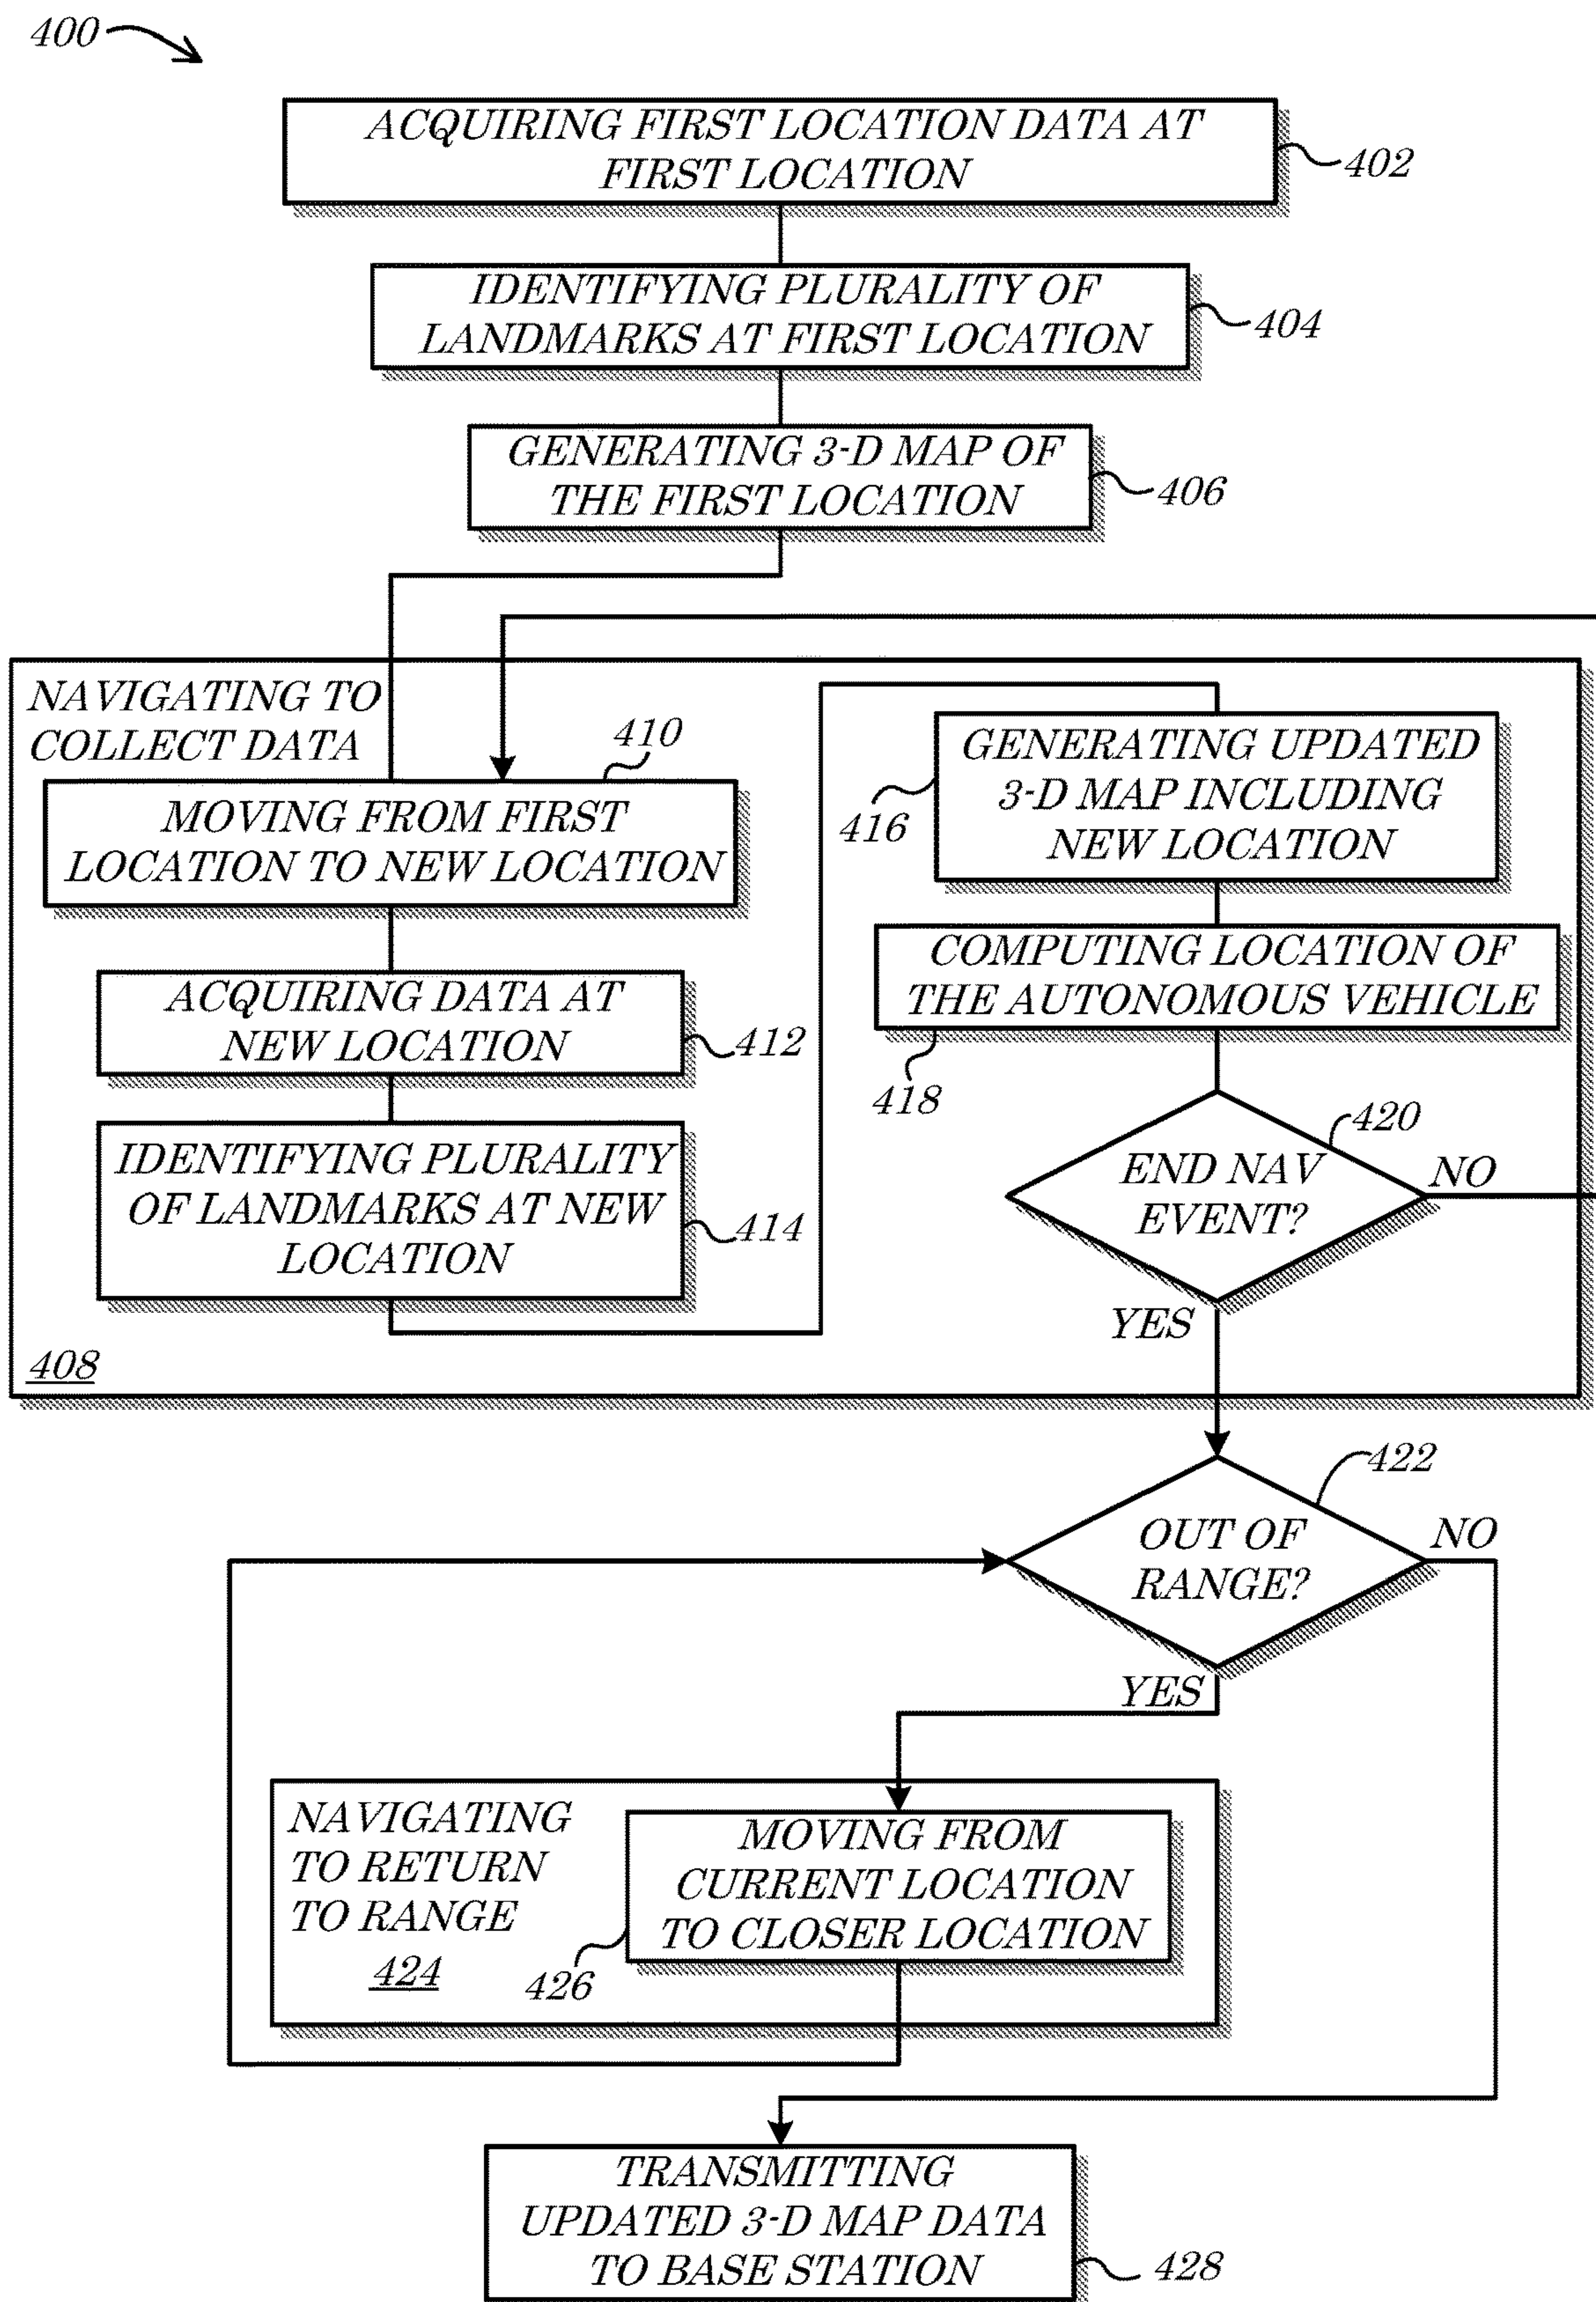 400
ACQUIRING FIRST LOCATION DATA AT
FIRST LOCATION
402
IDENTIFYING PLURALITY OF
LANDMARKS AT FIRST LOCATION
404
GENERATING 3-D MAP OF
THE FIRST LOCATION
406
NAVIGATING TO
COLLECT DATA
410
MOVING FROM FIRST
LOCATION TO NEW LOCATION
ACQUIRING DATA AT
NEW LOCATION
412
IDENTIFYING PLURALITY
OF LANDMARKS AT NEW
LOCATION
414
408
GENERATING UPDATED
3-D MAP INCLUDING
NEW LOCATION
416
COMPUTING LOCATION OF
THE AUTONOMOUS VEHICLE
418
420
END NAV
EVENT?
NO
YES
422
OUT OF
RANGE?
NO
YES
NAVIGATING
TO RETURN
TO RANGE
424
MOVING FROM
CURRENT LOCATION
TO CLOSER LOCATION
426
TRANSMITTING
UPDATED 3-D MAP DATA
TO BASE STATION
428